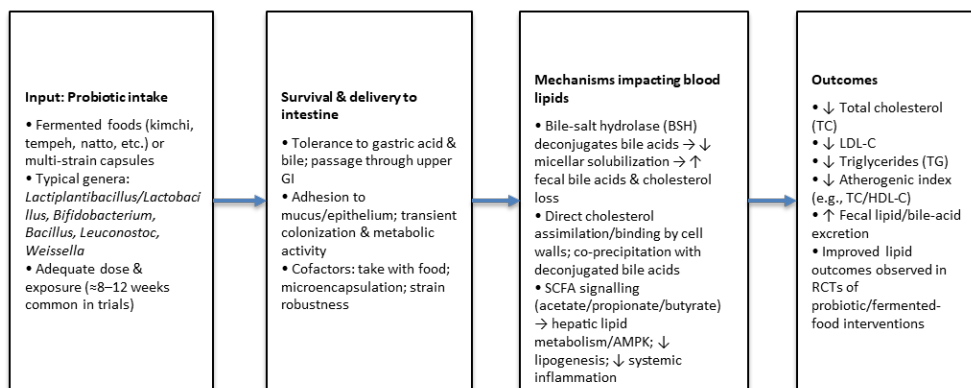 Input: Probiotic intake
• Fermented foods (kimchi,
tempeh, natto, etc.) or
multi-strain capsules
• Typical genera:
Lactiplantibacillus/Lactobaci
llus, Bifidobacterium,
Bacillus, Leuconostoc,
Weissella
• Adequate dose &
exposure (≈8–12 weeks
common in trials)
Survival & delivery to
intestine
• Tolerance to gastric acid &
bile; passage through upper
GI
• Adhesion to
mucus/epithelium; transient
colonization & metabolic
activity
• Cofactors: take with food;
microencapsulation; strain
robustness
Mechanisms impacting blood
lipids
• Bile-salt hydrolase (BSH)
deconjugates bile acids → ↓
micellar solubilization → ↑
fecal bile acids & cholesterol
loss
• Direct cholesterol
assimilation/binding by cell
walls; co-precipitation with
deconjugated bile acids
• SCFA signalling
(acetate/propionate/butyrate)
→ hepatic lipid
metabolism/AMPK; ↓
lipogenesis; ↓ systemic
inflammation
Outcomes
• ↓ Total cholesterol
(TC)
• ↓ LDL-C
• ↓ Triglycerides (TG)
• ↓ Atherogenic index
(e.g., TC/HDL-C)
• ↑ Fecal lipid/bile-acid
excretion
• Improved lipid
outcomes observed in
RCTs of
probiotic/fermented-
food interventions